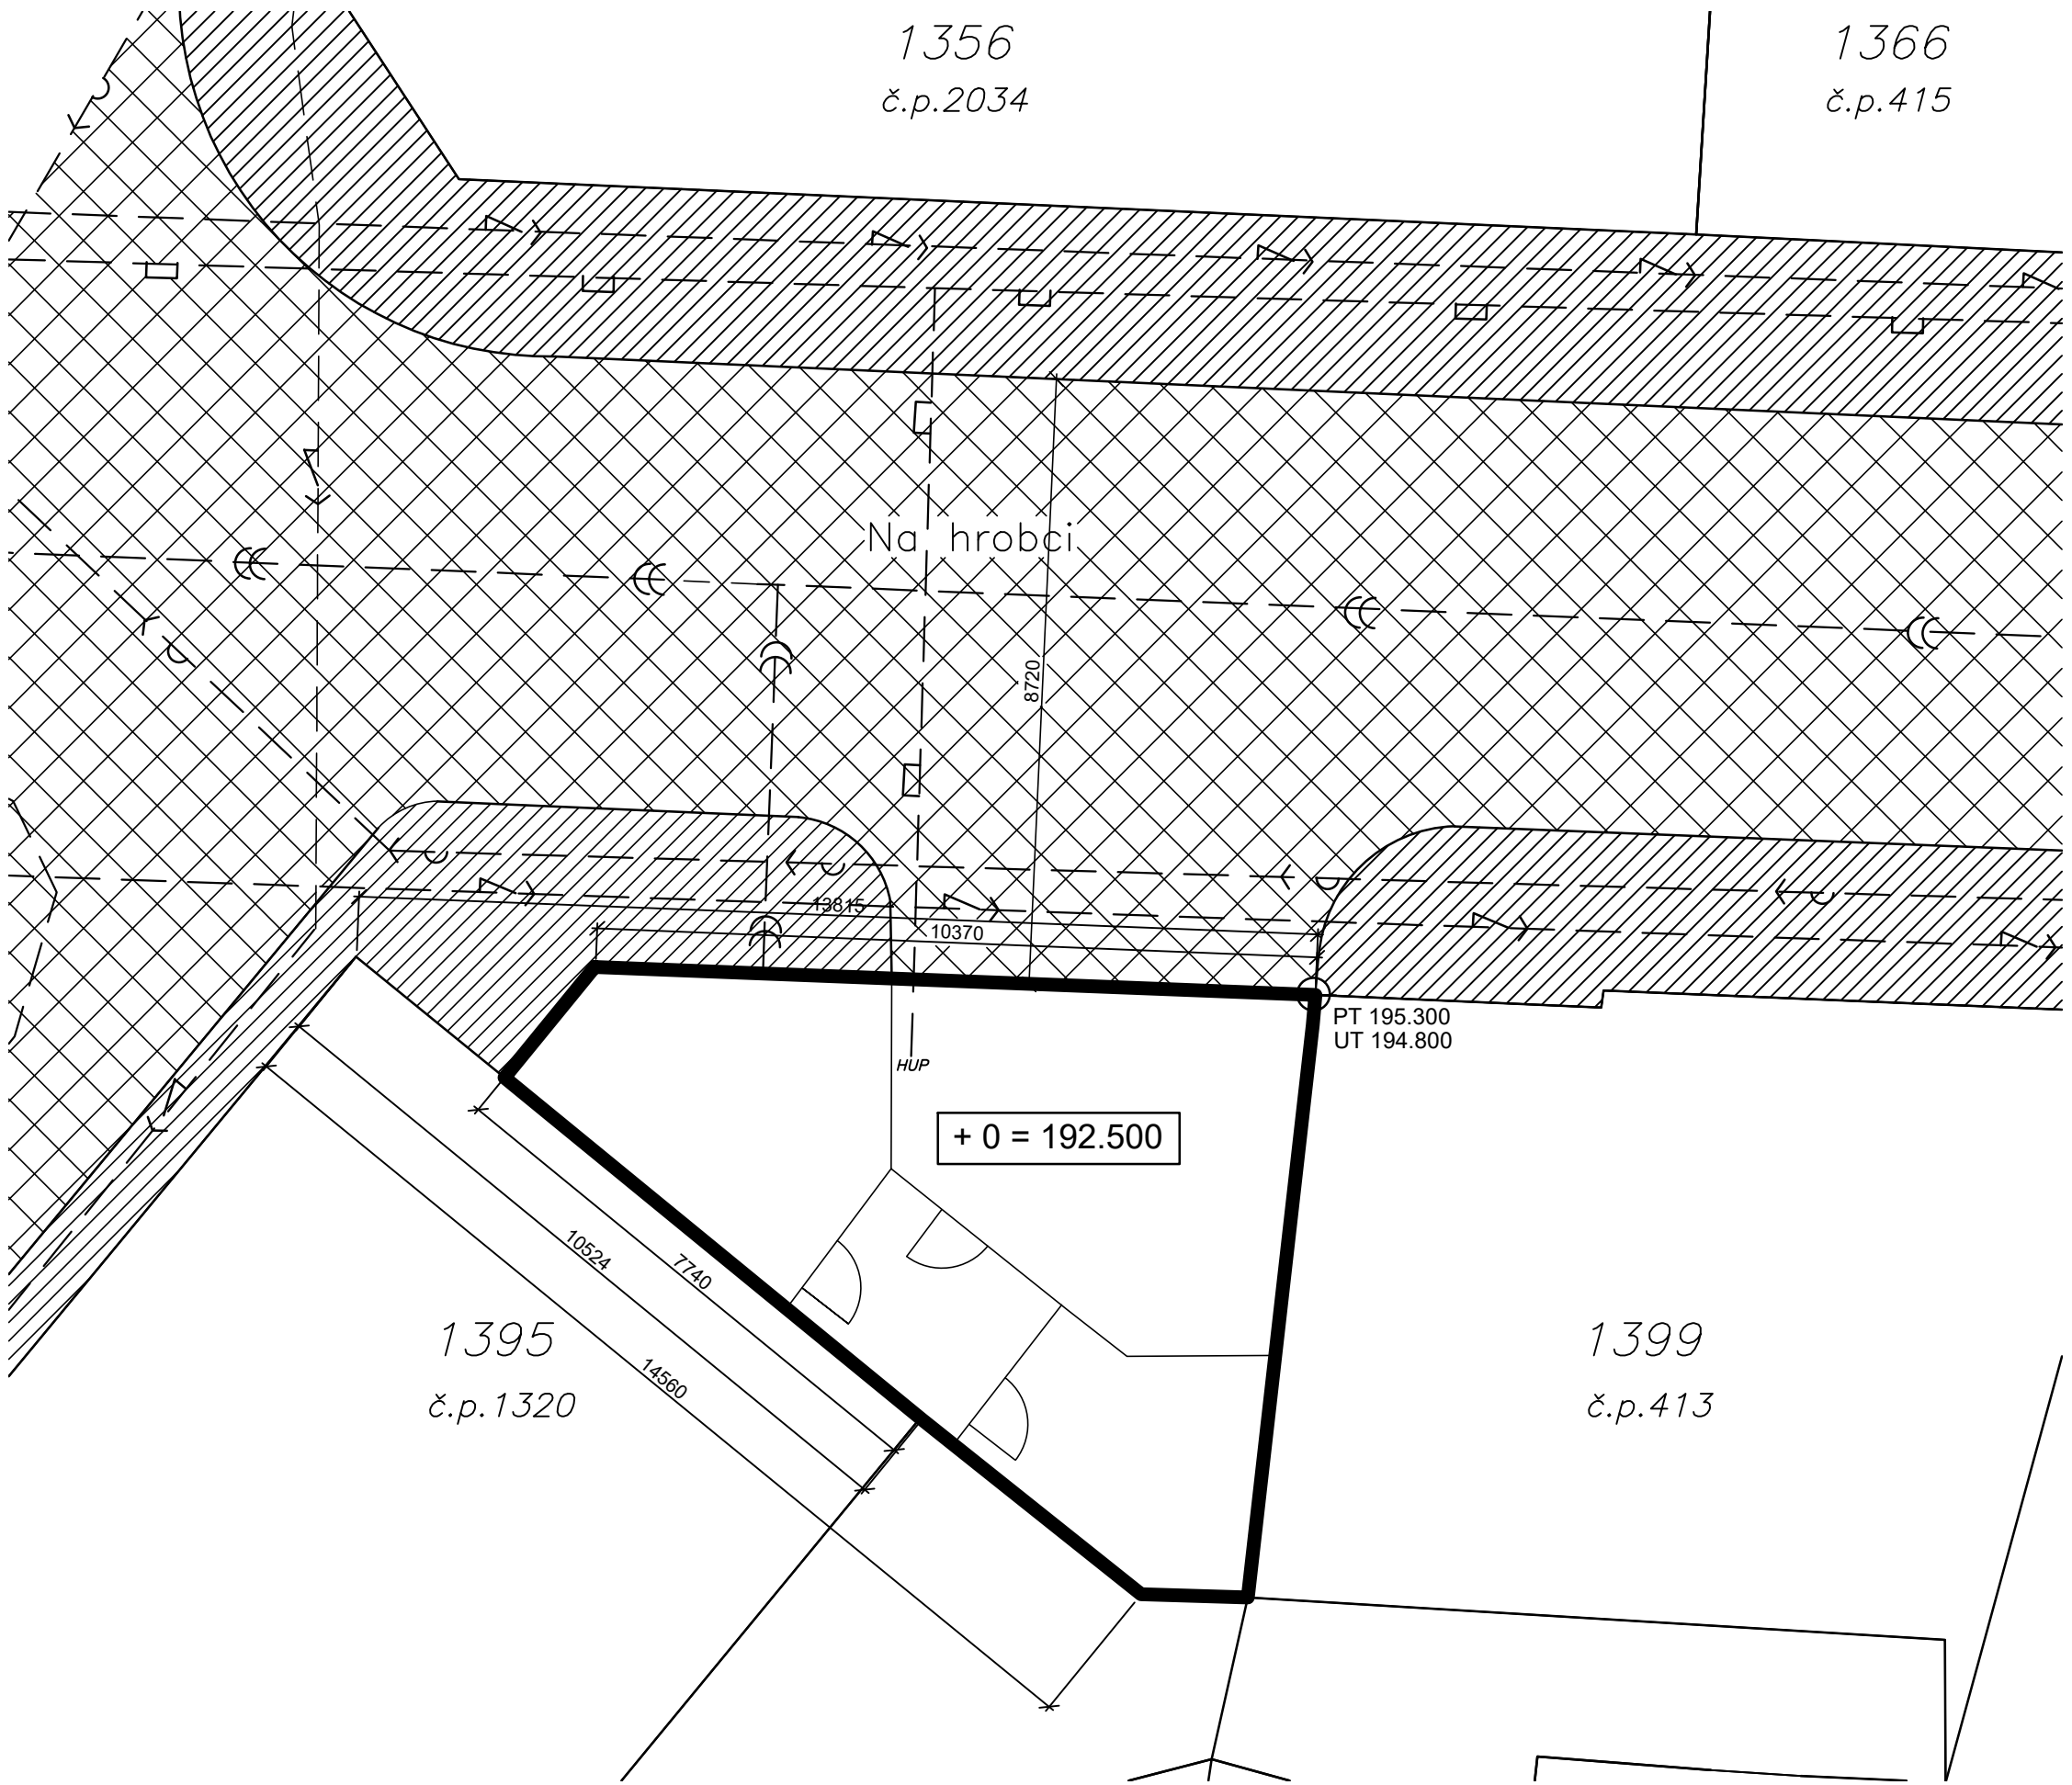 1356
č.p.2034
1366
č.p.415
Na hrobci
8720
13815
10370
PT 195.300
UT 194.800
HUP
+ 0 = 192.500
10524
7740
14560
1395
č.p.1320
1399
č.p.413